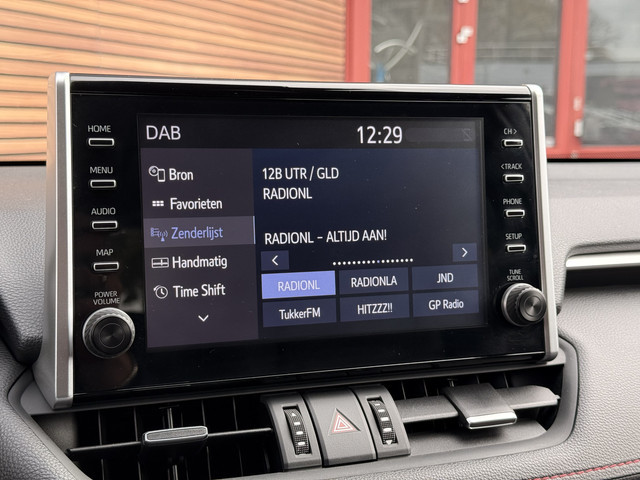 HOME
MENU
AUDIO
MAP
POWER
VOLUME
DAB
12:29
Bron
Favorieten
Zenderlijst
Handmatig
Time Shift
12B UTR / GLD
RADIONL
RADIONL - ALTIJD AAN!
RADIONL RADIONLA JND
TukkerFM HITZZZ!! GP Radio
CH >
< TRACK
PHONE
SETUP
TUNE
SCROLL